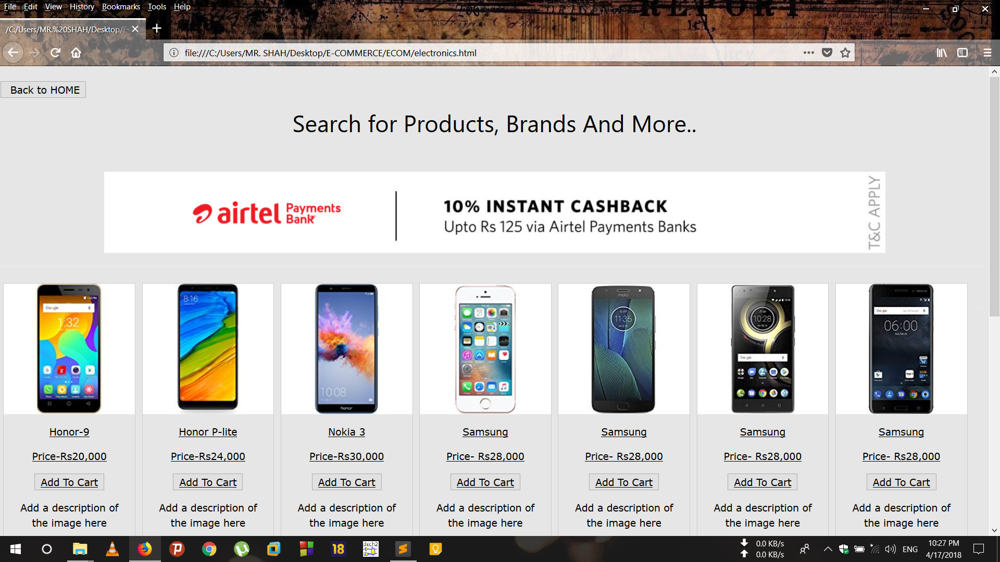 REPORT
File Edit View History Bookmarks Tools Help
/C:/Users/MR.%20SHAH/Desktop/E
file:///C:/Users/MR. SHAH/Desktop/E-COMMERCE/ECOM/electronics.html
Back to HOME
Search for Products, Brands And More..
airtel Payments Bank
10% INSTANT CASHBACK
Upto Rs 125 via Airtel Payments Banks
T&C APPLY
Google
1:32
8:16
10:08
honor
moto
11:35
10:28
Google
NOKIA
Google
06:00
Honor-9 Honor P-lite Nokia 3 Samsung Samsung Samsung Samsung
Price-Rs20,000 Price-Rs24,000 Price-Rs30,000 Price- Rs28,000 Price- Rs28,000 Price- Rs28,000 Price- Rs28,000
Add To Cart Add To Cart Add To Cart Add To Cart Add To Cart Add To Cart Add To Cart
Add a description of Add a description of Add a description of Add a description of Add a description of Add a description of Add a description of
the image here the image here the image here the image here the image here the image here the image here
18
Jsch2
0.0 KB/s
0.0 KB/s
ENG
10:27 PM
4/17/2018